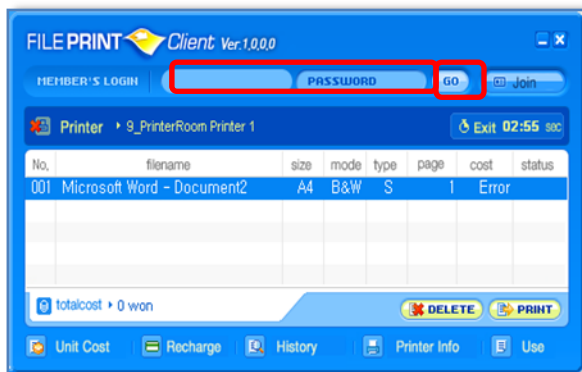 FILE PRINT Client Ver.1,0,0,0
MEMBER'S LOGIN PASSWORD GO Join
Printer 9_PrinterRoom Printer 1 Exit 02:55 sec
No, filename size mode type page cost status
001 Microsoft Word - Document2 A4 B&W S 1 Error
totalcost 0 won DELETE PRINT
Unit Cost Recharge History Printer Info Use